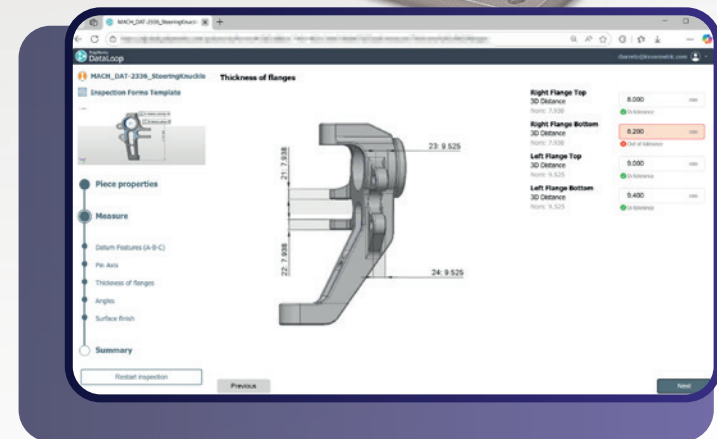 MACH_DAT-2336_SteeringKnuckle
DataLoop
MACH_DAT-2336_SteeringKnuckle
Inspection Forms Template
Piece properties
Measure
Datum Features (A-B-C)
Pin Axis
Thickness of flanges
Angles
Surface finish
Summary
Restart inspection
Thickness of flanges
21: 7.938
22: 7.938
23: 9.525
24: 9.525
Right Flange Top
3D Distance
Nom: 7.938
8.000
mm
In tolerance
Right Flange Bottom
3D Distance
Nom: 7.938
8.200
mm
Out of tolerance
Left Flange Top
3D Distance
Nom: 9.525
In tolerance
Left Flange Bottom
3D Distance
Nom: 9.525
9.400
mm
In tolerance
Previous
Next